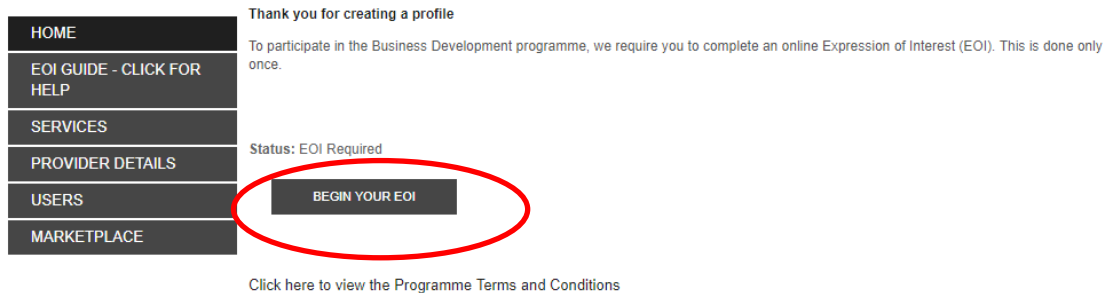 HOME
EOI GUIDE - CLICK FOR
HELP
SERVICES
PROVIDER DETAILS
USERS
MARKETPLACE
Thank you for creating a profile
To participate in the Business Development programme, we require you to complete an online Expression of Interest (EOI). This is done only
once.
Status: EOI Required
BEGIN YOUR EOI
Click here to view the Programme Terms and Conditions